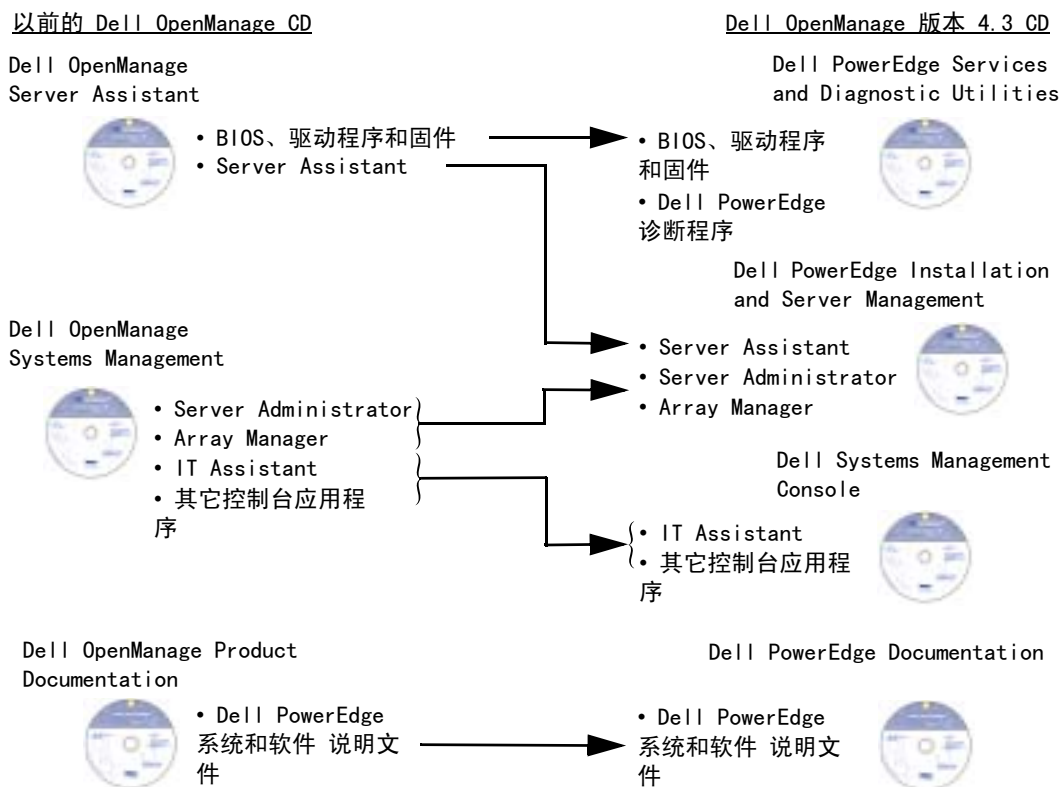 以前的 Dell OpenManage CD
Dell OpenManage 版本 4.3 CD
Dell OpenManage
Server Assistant
• BIOS、驱动程序和固件
• Server Assistant
Dell PowerEdge Services
and Diagnostic Utilities
• BIOS、驱动程序
和固件
• Dell PowerEdge
诊断程序
Dell PowerEdge Installation
and Server Management
• Server Assistant
• Server Administrator
• Array Manager
Dell OpenManage
Systems Management
• Server Administrator
• Array Manager
• IT Assistant
• 其它控制台应用程
序
Dell Systems Management
Console
• IT Assistant
• 其它控制台应用程
序
Dell OpenManage Product
Documentation
• Dell PowerEdge
系统和软件 说明文
件
Dell PowerEdge Documentation
• Dell PowerEdge
系统和软件 说明文
件